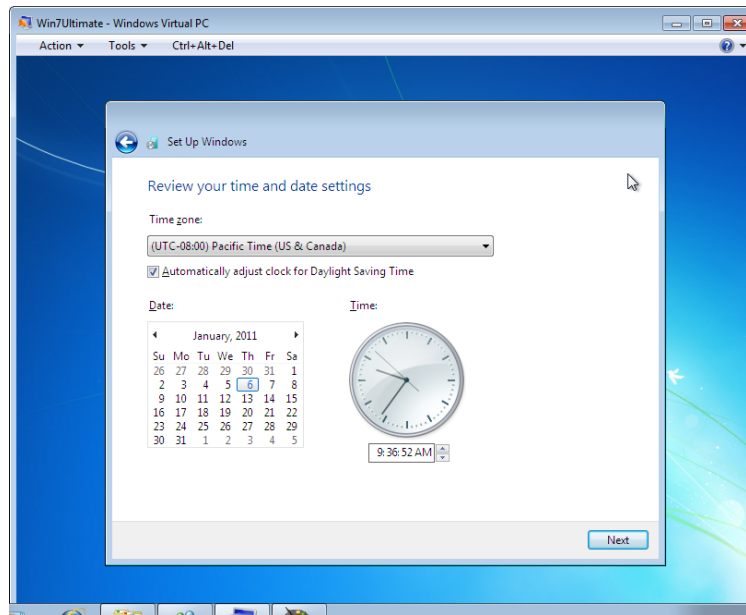 Win7Ultimate - Windows Virtual PC
Action Tools Ctrl+Alt+Del
Set Up Windows
Review your time and date settings
Time zone:
(UTC-08:00) Pacific Time (US & Canada)
Automatically adjust clock for Daylight Saving Time
Date: Time:
January, 2011
Su Mo Tu We Th Fr Sa
26 27 28 29 30 31 1
2 3 4 5 6 7 8
9 10 11 12 13 14 15
16 17 18 19 20 21 22
23 24 25 26 27 28 29
30 31 1 2 3 4 5
9:36:52 AM
Next